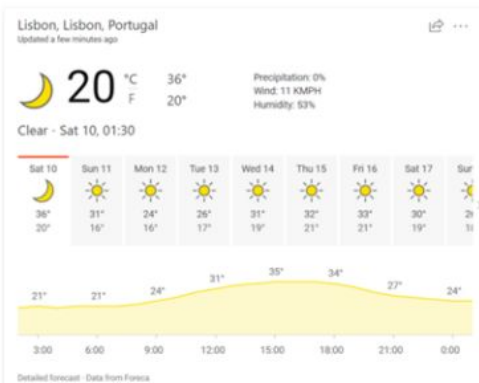 Lisbon, Lisbon, Portugal
Updated a few minutes ago
20 °C F 36° 20°
Precipitation: 0%
Wind: 11 KMPH
Humidity: 53%
Clear · Sat 10, 01:30
Sat 10 Sun 11 Mon 12 Tue 13 Wed 14 Thu 15 Fri 16 Sat 17
36° 31° 24° 26° 31° 32° 33° 30°
20° 16° 16° 17° 19° 21° 21° 19°
21° 21° 24° 31° 35° 34° 27° 24°
3:00 6:00 9:00 12:00 15:00 18:00 21:00 0:00
Detailed forecast · Data from Foreca